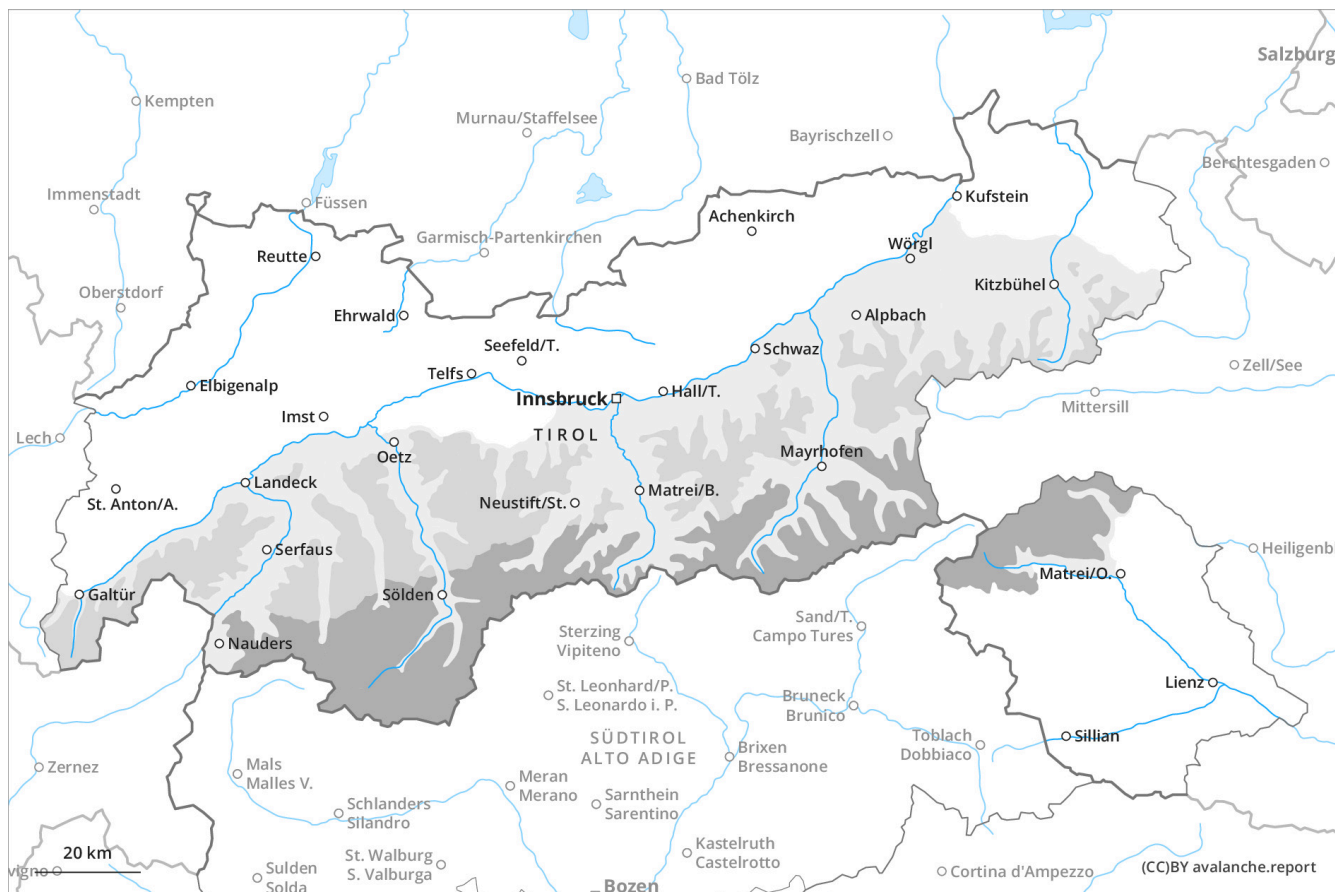 Salzburg
Kempten
Bad Tölz
Murnau/Staffelsee
Bayrischzell
Berchtesgaden
Immenstadt
Füssen
Kufstein
Achenkirch
Garmisch-Partenkirchen
Wörgl
Reutte
Oberstdorf
Kitzbühel
Ehrwald
Alpbach
Seefeld/T.
Schwaz
Zell/See
Telfs
Elbigenalp
Hall/T.
Innsbruck
Mittersill
Imst
Lech
TIROL
Oetz
Mayrhofen
Landeck
Matrei/B.
St. Anton/A.
Neustift/St.
Heiligenb
Serfaus
Matrei/O.
Galtür
Sölden
Sand/T.
Campo Tures
Sterzing
Vipiteno
Nauders
Lienz
St. Leonhard/P.
S. Leonardo i. P.
Bruneck
Brunico
Sillian
Toblach
Dobbiaco
SÜDTIROL
ALTO ADIGE
Brixen
Bressanone
Zernez
Mals
Malles V.
Meran
Merano
Sarnthein
Sarentino
Schlanders
Silandro
Kastelruth
Castelrotto
20 km
vigno
St. Walburg
S. Valburga
Sulden
Solda
Cortina d'Ampezzo
(CC)BY avalanche.report
Bozen